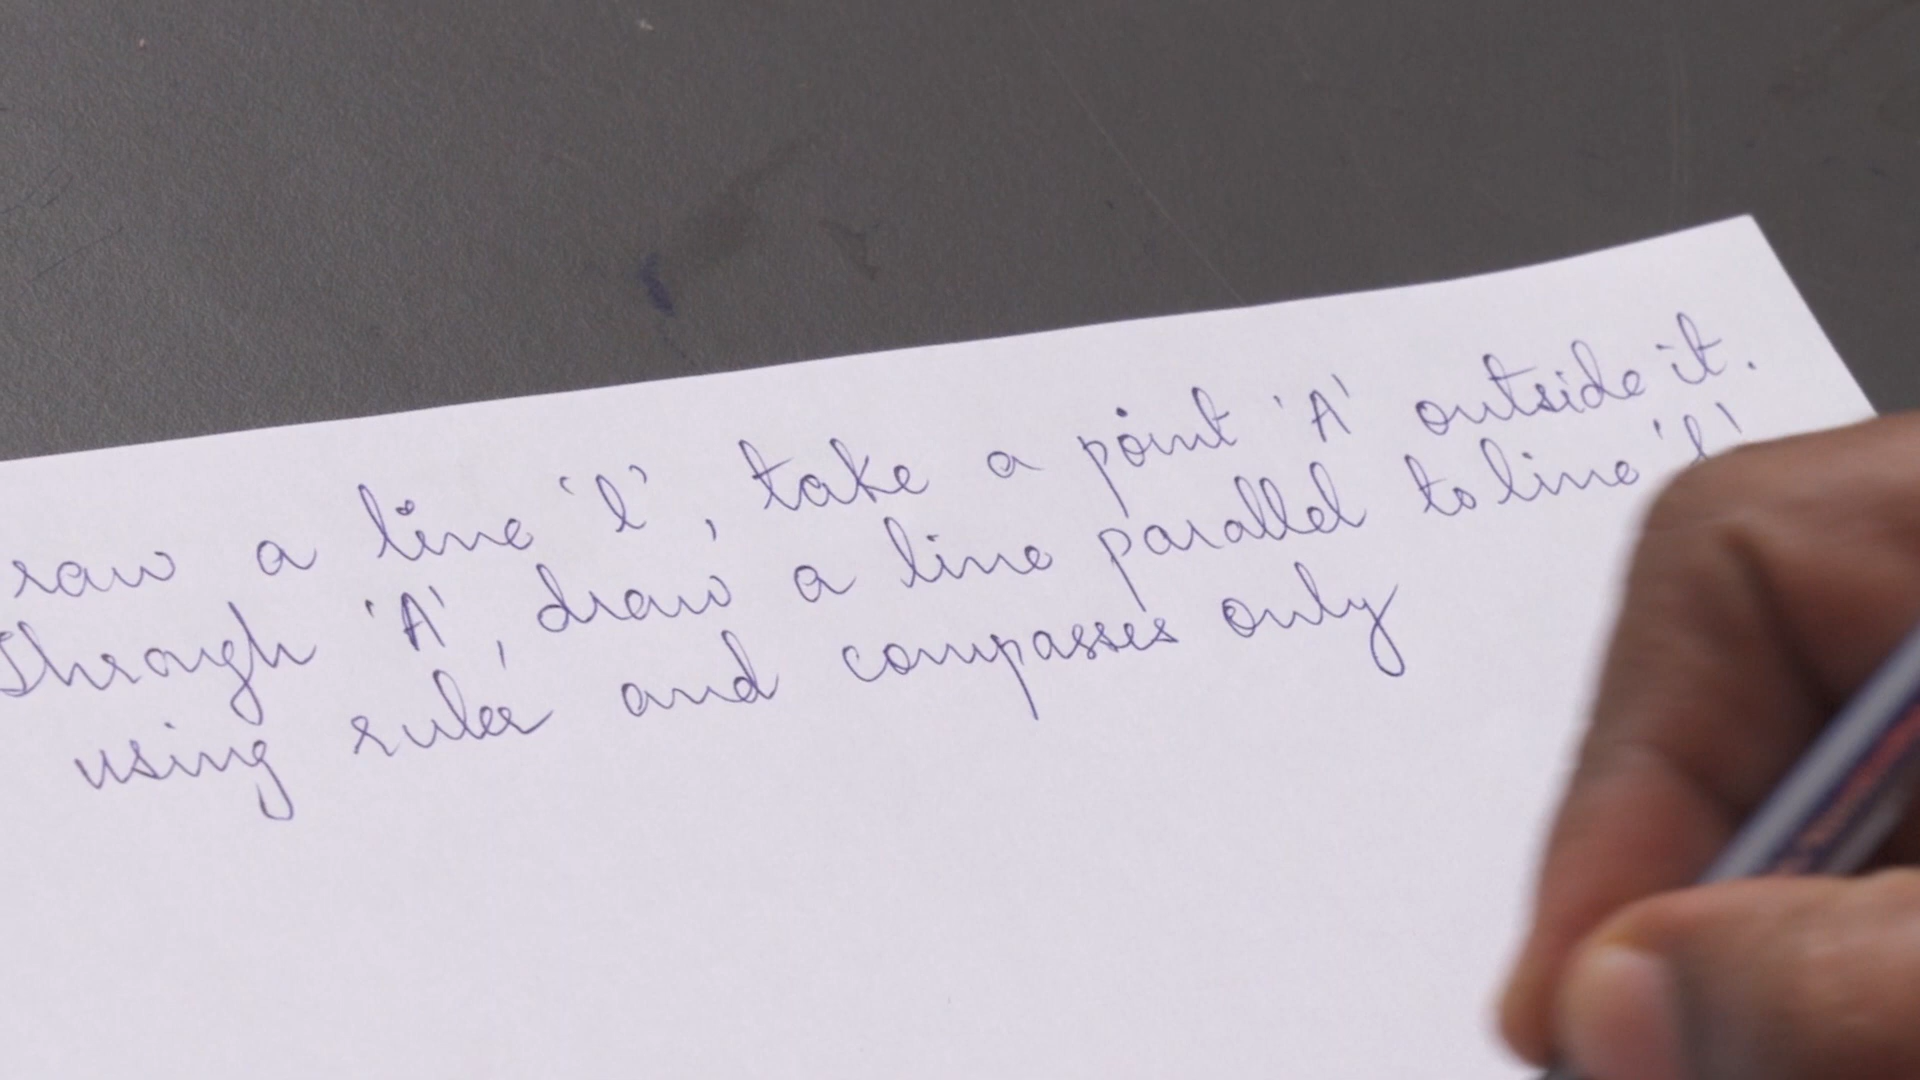 raw a line 'l', take a point 'A' outside it.
Through 'A', draw a line parallel to line 'l'
using ruler and compasses only